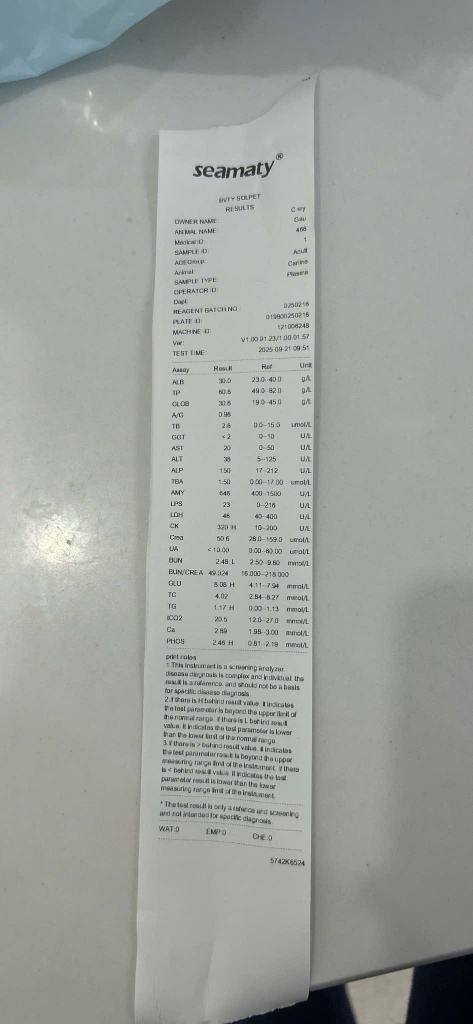 seamaty®
BVTY SOLPET
RESULTS
OWNER NAME:
ANIMAL NAME:
Medical ID: 466
SAMPLE ID: 1
AGEGroup: Adult
Animal: Canine
SAMPLE TYPE: Plasma
OPERATOR ID:
Dept:
REAGENT BATCH NO: 0250216
PLATE ID: 019800250216
MACHINE ID: 121006248
Ver: V1.00.01.23/1.00.01.57
TEST TIME: 2025-09-21 09:51
Assay Result Ref Unit
ALB 30.0 23.0-40.0 g/L
TP 60.6 49.0-82.0 g/L
GLOB 30.6 19.0-45.0 g/L
A/G 0.98
TB 2.6 0.0-15.0 umol/L
GGT <2 0-10 U/L
AST 20 0-50 U/L
ALT 38 5-125 U/L
ALP 150 17-212 U/L
TBA 1.50 0.00-17.00 umol/L
AMY 646 400-1500 U/L
LPS 23 0-216 U/L
LDH 46 40-400 U/L
CK 320 H 10-200 U/L
Crea 50.6 28.0-159.0 umol/L
UA <10.00 0.00-60.00 umol/L
BUN 2.48 L 2.50-9.60 mmol/L
BUN/CREA 49.024 16.000-218.000
GLU 8.08 H 4.11-7.94 mmol/L
TC 4.02 2.84-8.27 mmol/L
TG 1.17 H 0.00-1.13 mmol/L
tCO2 20.5 12.0-27.0 mmol/L
Ca 2.89 1.98-3.00 mmol/L
PHOS 2.46 H 0.81-2.19 mmol/L
print notes
1.This instrument is a screening analyzer.
disease diagnosis is complex and individual. the
result is a reference. and should not be a basis
for specific disease diagnosis
2.If there is H behind result value. it indicates
the test parameter is beyond the upper limit of
the normal range. if there is L behind result
value. it indicates the test parameter is lower
than the lower limit of the normal range.
3.If there is > behind result value. it indicates
the test parameter result is beyond the upper
measuring range limit of the instrument. if there
is < behind result value. it indicates the test
parameter result is lower than the lower
measuring range limit of the instrument.
* The test result is only a refernce and screening
and not intended for specific diagnosis.
WAT:0 EMP:0 CHE:0
5742K6524